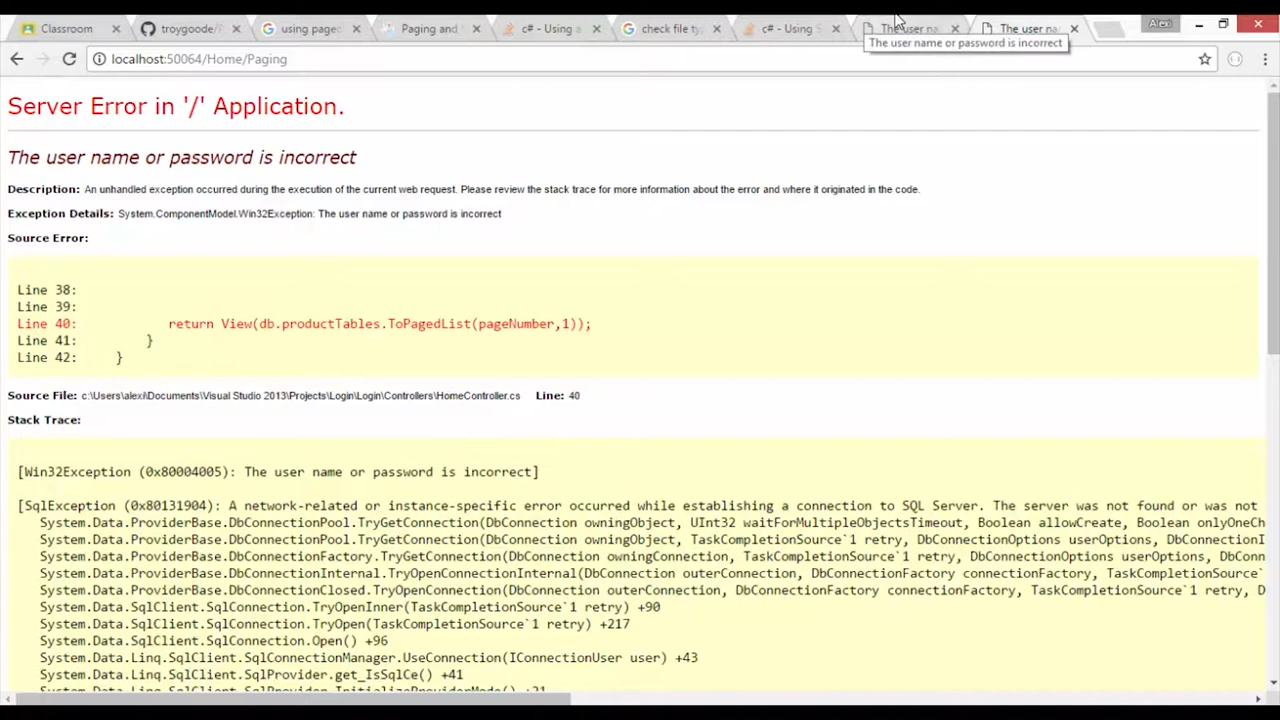 Classroom
troygoode/P
using page
Paging and
c# - Using a
check file ty
c# - Using S
The user na
The user na
Alexi
The user name or password is incorrect
localhost:50064/Home/Paging
Server Error in '/' Application.
The user name or password is incorrect
Description: An unhandled exception occurred during the execution of the current web request. Please review the stack trace for more information about the error and where it originated in the code.
Exception Details: System.ComponentModel.Win32Exception: The user name or password is incorrect
Source Error:
Line 38:
Line 39:
Line 40: return View(db.productTables.ToPagedList(pageNumber,1));
Line 41: }
Line 42: }
Source File: c:\Users\alexi\Documents\Visual Studio 2013\Projects\Login\Login\Controllers\HomeController.cs Line: 40
Stack Trace:
[Win32Exception (0x80004005): The user name or password is incorrect]
[SqlException (0x80131904): A network-related or instance-specific error occurred while establishing a connection to SQL Server. The server was not found or was not
System.Data.ProviderBase.DbConnectionPool.TryGetConnection(DbConnection owningObject, UInt32 waitForMultipleObjectsTimeout, Boolean allowCreate, Boolean onlyOneCh
System.Data.ProviderBase.DbConnectionPool.TryGetConnection(DbConnection owningObject, TaskCompletionSource`1 retry, DbConnectionOptions userOptions, DbConnectionI
System.Data.ProviderBase.DbConnectionFactory.TryGetConnection(DbConnection owningConnection, TaskCompletionSource`1 retry, DbConnectionOptions userOptions, DbConn
System.Data.ProviderBase.DbConnectionInternal.TryOpenConnectionInternal(DbConnection outerConnection, DbConnectionFactory connectionFactory, TaskCompletionSource`
System.Data.ProviderBase.DbConnectionClosed.TryOpenConnection(DbConnection outerConnection, DbConnectionFactory connectionFactory, TaskCompletionSource`1 retry, D
System.Data.SqlClient.SqlConnection.TryOpenInner(TaskCompletionSource`1 retry) +90
System.Data.SqlClient.SqlConnection.TryOpen(TaskCompletionSource`1 retry) +217
System.Data.SqlClient.SqlConnection.Open() +96
System.Data.Linq.SqlClient.SqlConnectionManager.UseConnection(IConnectionUser user) +43
System.Data.Linq.SqlClient.SqlProvider.get_IsSqlCe() +41
System.Data.Linq.SqlClient.SqlProvider.InitializeProviderMode() +21